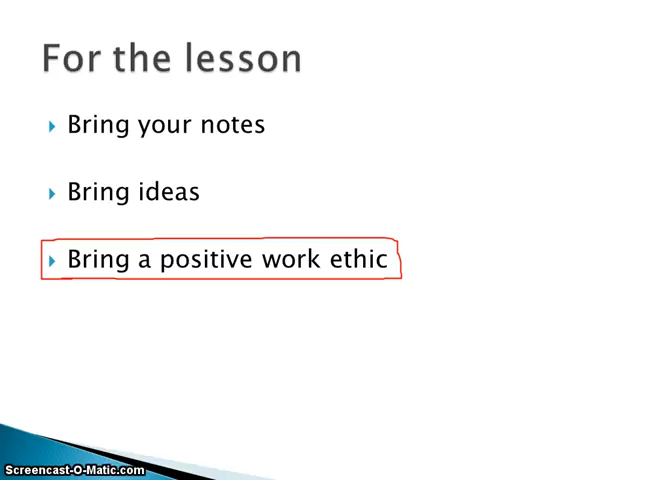 For the lesson
Bring your notes
Bring ideas
Bring a positive work ethic
Screencast-O-Matic.com